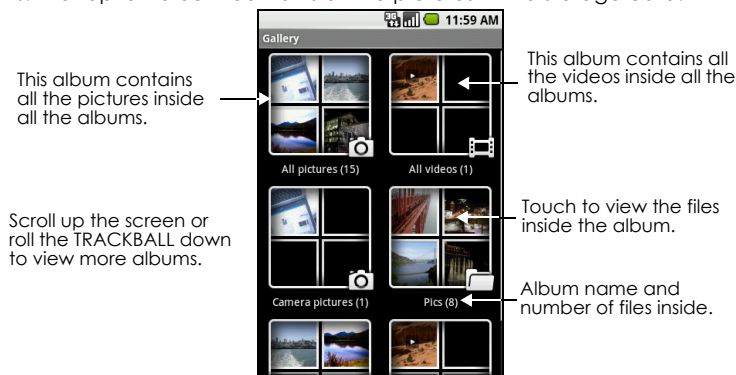 3G 11:59 AM
Gallery
This album contains
all the pictures inside
all the albums.
This album contains all
the videos inside all the
albums.
All pictures (15)
All videos (1)
Scroll up the screen or
roll the TRACKBALL down
to view more albums.
Touch to view the files
inside the album.
Camera pictures (1)
Pics (8)
Album name and
number of files inside.